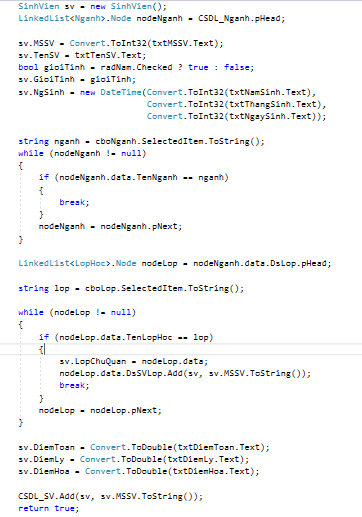 SinhVien sv = new SinhVien();
LinkedList<Nganh>.Node nodeNganh = CSDL_Nganh.pHead;
sv.MSSV = Convert.ToInt32(txtMSSV.Text);
sv.TenSV = txtTenSV.Text;
bool gioiTinh = radNam.Checked ? true : false;
sv.GioiTinh = gioiTinh;
sv.NgSinh = new DateTime(Convert.ToInt32(txtNamSinh.Text),
Convert.ToInt32(txtThangSinh.Text),
Convert.ToInt32(txtNgaySinh.Text));
string nganh = cboNganh.SelectedItem.ToString();
while (nodeNganh != null)
{
if (nodeNganh.data.TenNganh == nganh)
{
break;
}
nodeNganh = nodeNganh.pNext;
}
LinkedList<LopHoc>.Node nodeLop = nodeNganh.data.DsLop.pHead;
string lop = cboLop.SelectedItem.ToString();
while (nodeLop != null)
{
if (nodeLop.data.TenLopHoc == lop)
{
sv.LopChuQuan = nodeLop.data;
nodeLop.data.DsSVLop.Add(sv, sv.MSSV.ToString());
break;
}
nodeLop = nodeLop.pNext;
}
sv.DiemToan = Convert.ToDouble(txtDiemToan.Text);
sv.DiemLy = Convert.ToDouble(txtDiemLy.Text);
sv.DiemHoa = Convert.ToDouble(txtDiemHoa.Text);
CSDL_SV.Add(sv, sv.MSSV.ToString());
return true;